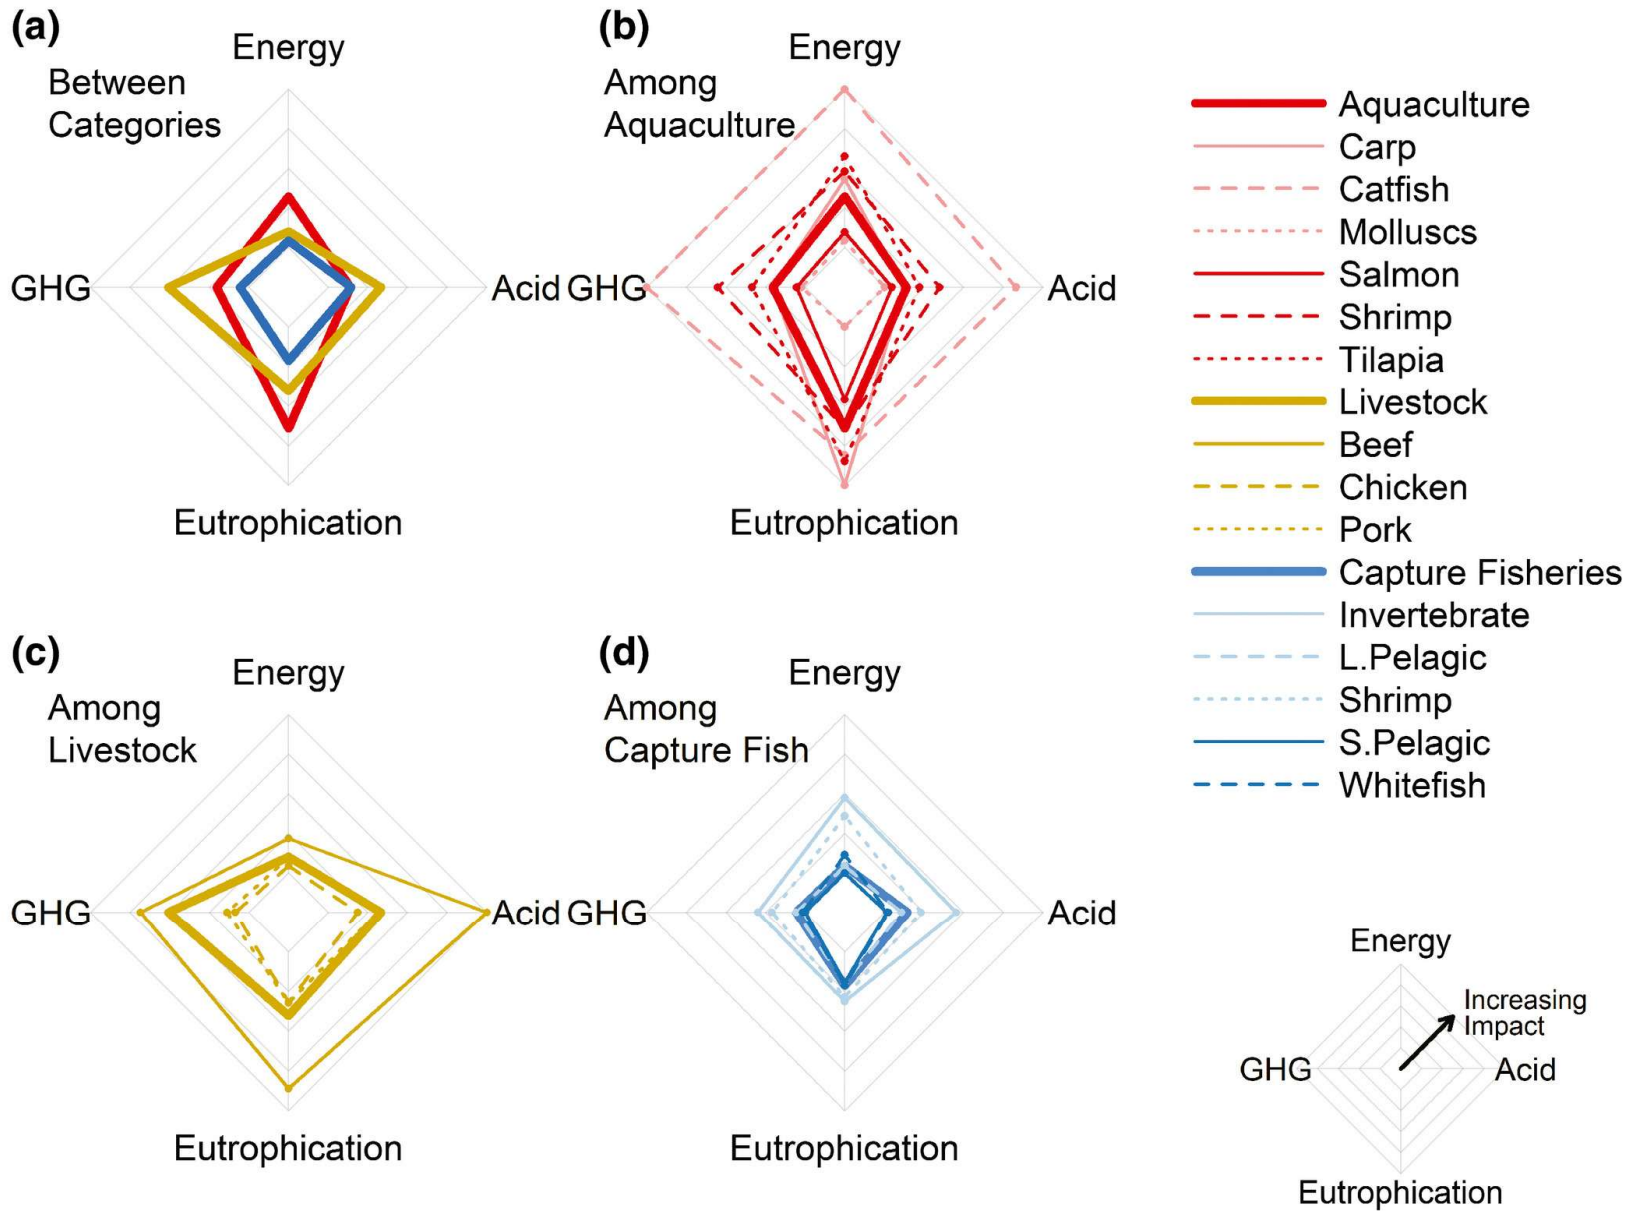 (a)
Energy
Between
Categories
GHG
Acid
Eutrophication
(b)
Energy
Among
Aquaculture
GHG
Acid
Eutrophication
Aquaculture
Carp
Catfish
Molluscs
Salmon
Shrimp
Tilapia
Livestock
Beef
Chicken
Pork
Capture Fisheries
Invertebrate
L.Pelagic
Shrimp
S.Pelagic
Whitefish
(c)
Energy
Among
Livestock
GHG
Acid
Eutrophication
(d)
Energy
Among
Capture Fish
GHG
Acid
Eutrophication
Energy
Increasing
Impact
GHG
Acid
Eutrophication